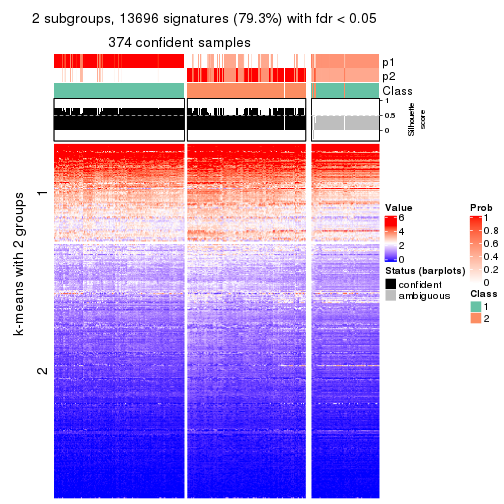 2 subgroups, 13696 signatures (79.3%) with fdr < 0.05
374 confident samples
p1
p2
Class
1
0.5
0
Silhouette
score
k-means with 2 groups
1
2
Value
6
4
2
0
Status (barplots)
confident
ambiguous
Prob
1
0.8
0.6
0.4
0.2
0
Class
1
2